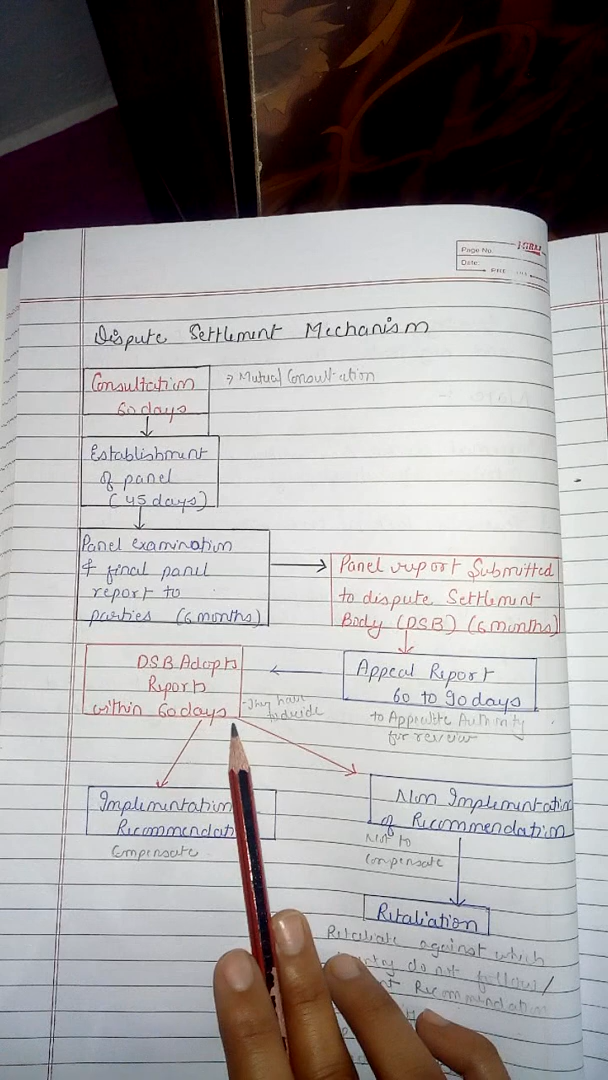 Page No.
Date:
Dispute Settlement Mechanism
Consultation
60 days
→ Mutual Consultation
Establishment
of panel
(45 days)
Panel examination
& final panel
report to
parties (6 months)
Panel report Submitted
to dispute Settlement
Body (DSB) (6 months)
Appeal Report
60 to 90 days
to Appellate Authority
for review
DSB Adopts
Reports
within 60 days
- They have
to decide
Implementation
Recommendati
Compensate
Non Implementation
of Recommendation
Not to
Compensate
Retaliation
Retaliate against which
do not follow/
Recommendation